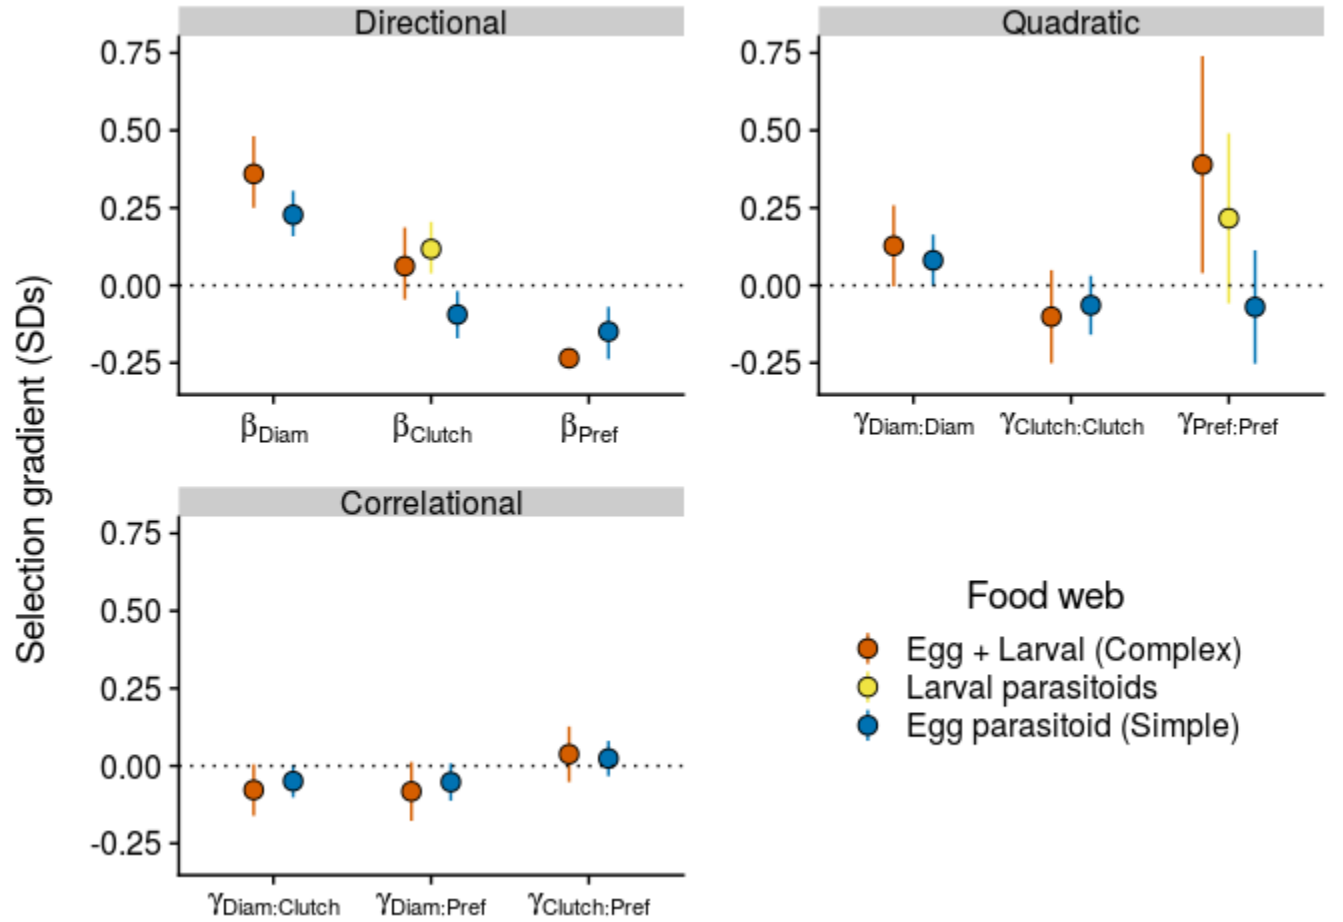 Selection gradient (SDs)
Directional
0.75
0.50
0.25
0.00
-0.25
βDiam βClutch βPref
Quadratic
0.75
0.50
0.25
0.00
-0.25
γDiam:Diam γClutch:Clutch γPref:Pref
Correlational
0.75
0.50
0.25
0.00
-0.25
γDiam:Clutch γDiam:Pref γClutch:Pref
Food web
Egg + Larval (Complex)
Larval parasitoids
Egg parasitoid (Simple)